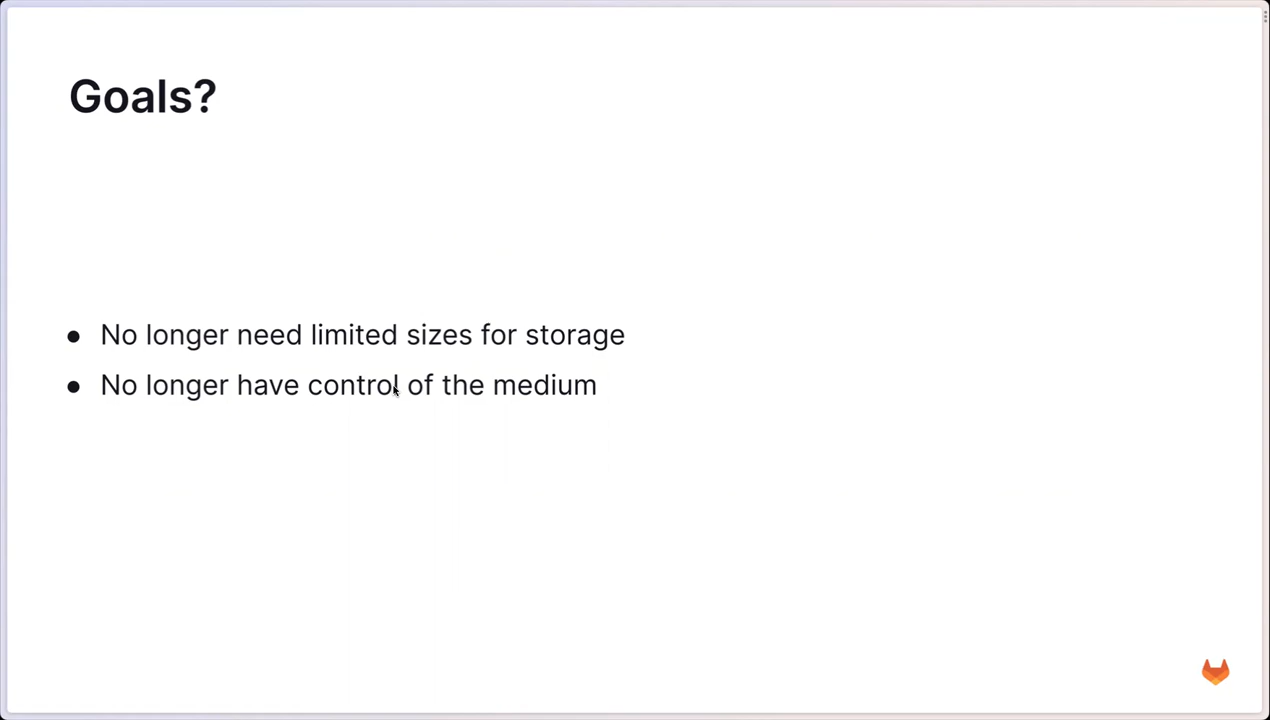 Goals?
● No longer need limited sizes for storage
● No longer have control of the medium